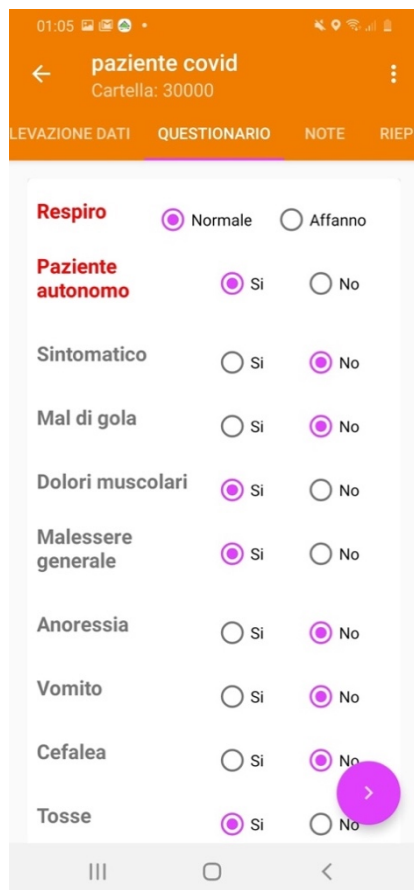 01:05
paziente covid
Cartella: 30000
LEVAZIONE DATI QUESTIONARIO NOTE RIEP
Respiro Normale Affanno
Paziente
autonomo Si No
Sintomatico Si No
Mal di gola Si No
Dolori muscolari Si No
Malessere
generale Si No
Anoressia Si No
Vomito Si No
Cefalea Si No
Tosse Si No